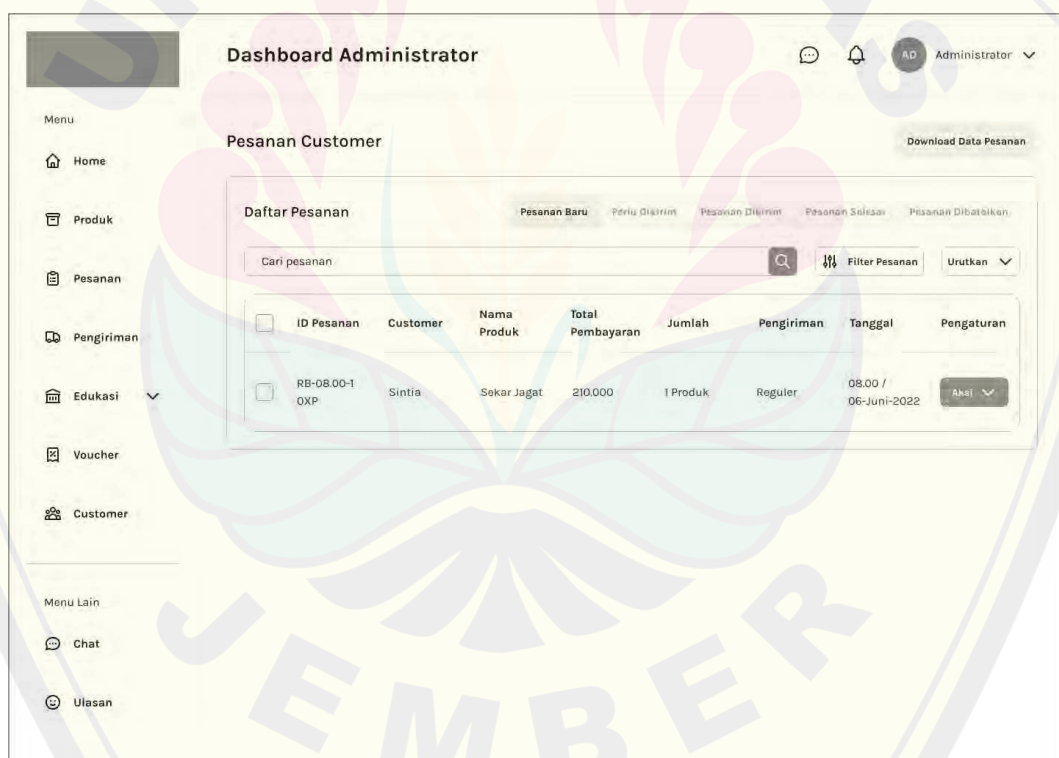 Dashboard Administrator
AD
Administrator
Menu
Home
Produk
Pesanan
Pengiriman
Edukasi
Voucher
Customer
Menu Lain
Chat
Ulasan
Pesanan Customer
Download Data Pesanan
Daftar Pesanan
Pesanan Baru Perlu Dikirim Pesanan Dikirim Pesanan Selesai Pesanan Dibatalkan
Cari pesanan
Filter Pesanan
Urutkan
ID Pesanan Customer Nama Produk Total Pembayaran Jumlah Pengiriman Tanggal Pengaturan
RB-08.00-1 0XP Sintia Sekar Jagat 210.000 1 Produk Reguler 08.00 / 06-Juni-2022 Aksi
JEMBER